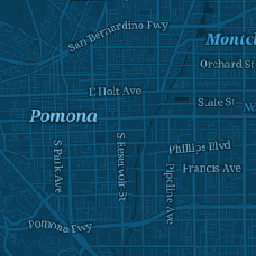 San Bernardino Fwy
Montcl
Orchard St
E Holt Ave
State St
Pomona
No
Phillips Blvd
Francis Ave
S Park Ave
S Reservoir St
Pipeline Ave
Pomona Fwy